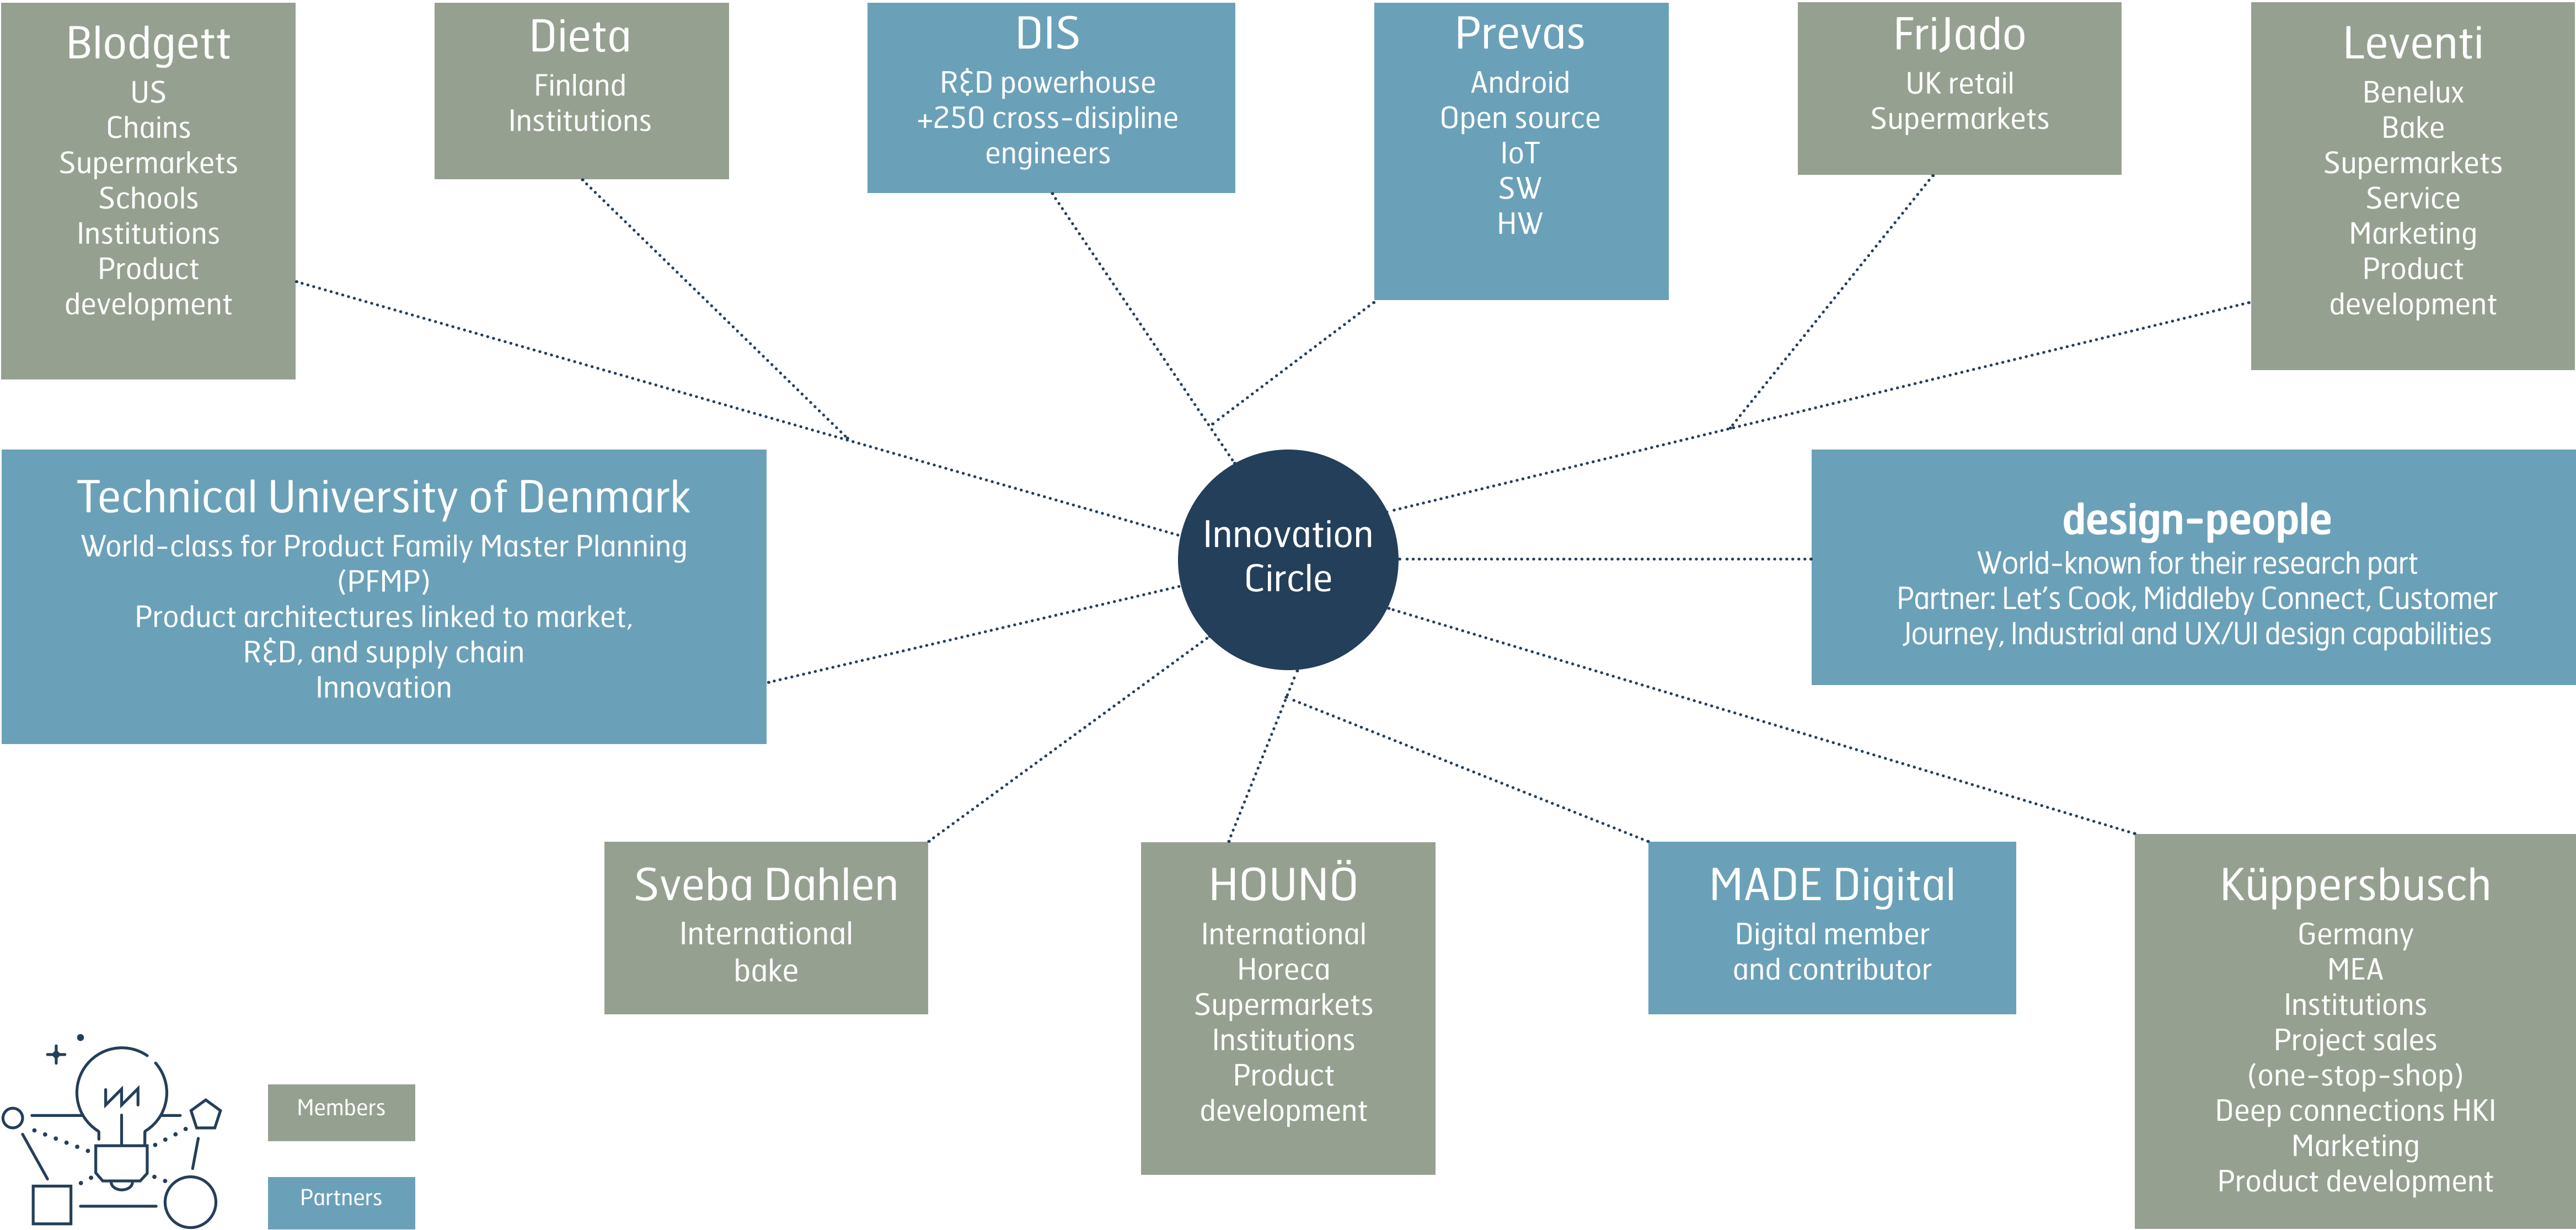 Blodgett
US
Chains
Supermarkets
Schools
Institutions
Product
development
Dieta
Finland
Institutions
DIS
R&D powerhouse
+250 cross-disipline
engineers
Prevas
Android
Open source
IoT
SW
HW
FriJado
UK retail
Supermarkets
Leventi
Benelux
Bake
Supermarkets
Service
Marketing
Product
development
Technical University of Denmark
World-class for Product Family Master Planning
(PFMP)
Product architectures linked to market,
R&D, and supply chain
Innovation
Innovation
Circle
design-people
World-known for their research part
Partner: Let's Cook, Middleby Connect, Customer
Journey, Industrial and UX/UI design capabilities
Sveba Dahlen
International
bake
HOUNÖ
International
Horeca
Supermarkets
Institutions
Product
development
MADE Digital
Digital member
and contributor
Küppersbusch
Germany
MEA
Institutions
Project sales
(one-stop-shop)
Deep connections HKI
Marketing
Product development
Members
Partners